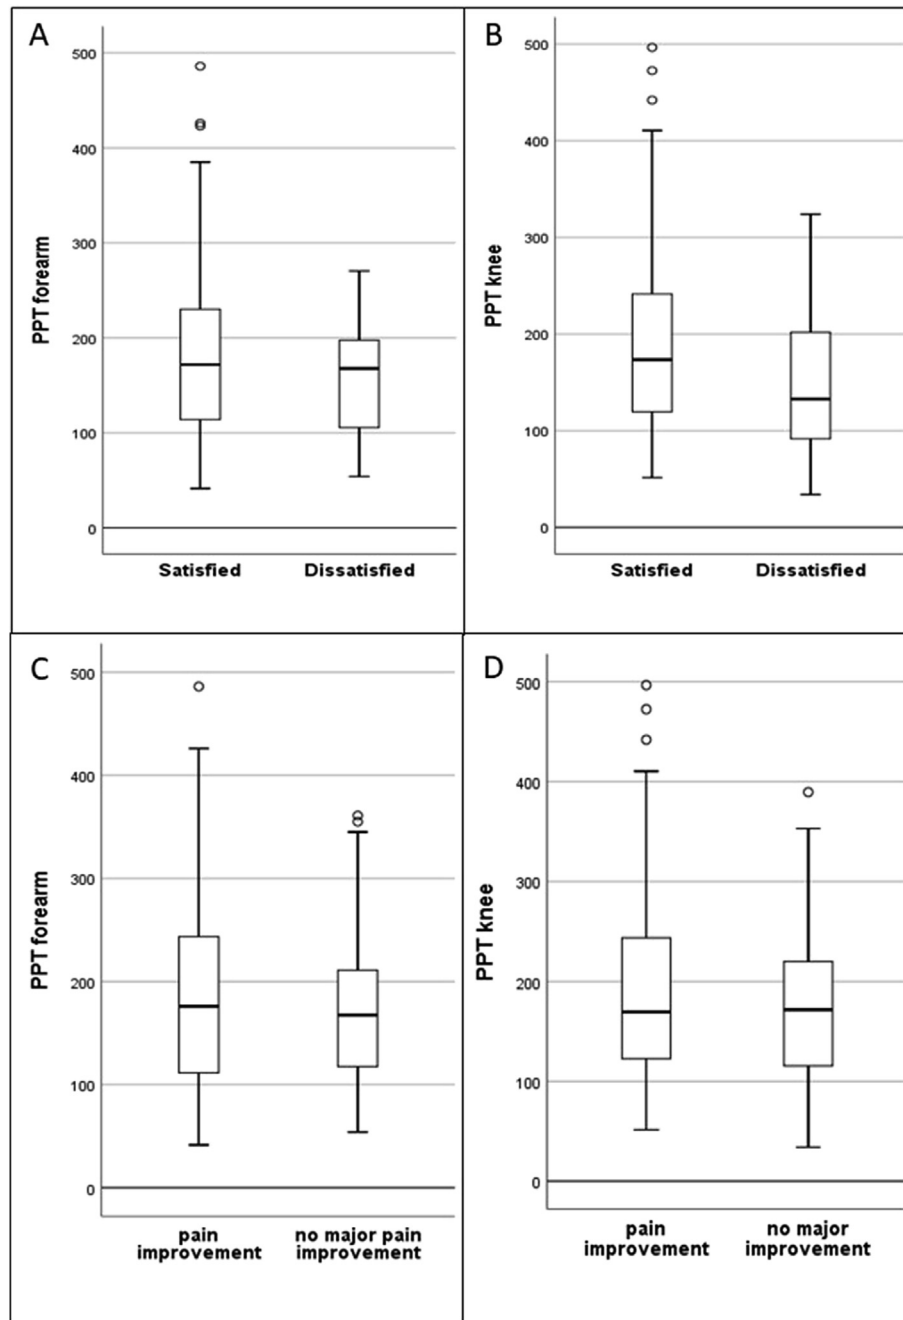 A
500
400
300
200
100
0
PPT forearm
Satisfied
Dissatisfied
B
500
400
300
200
100
0
PPT knee
Satisfied
Dissatisfied
C
500
400
300
200
100
0
PPT forearm
pain
improvement
no major pain
improvement
D
500
400
300
200
100
0
PPT knee
pain
improvement
no major
improvement